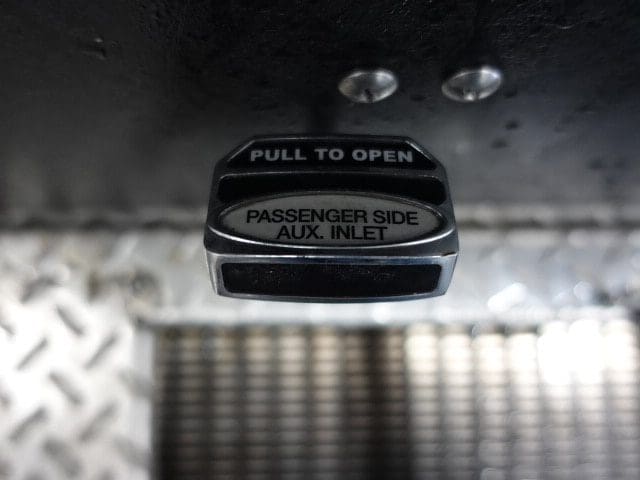 PULL TO OPEN
PASSENGER SIDE
AUX. INLET